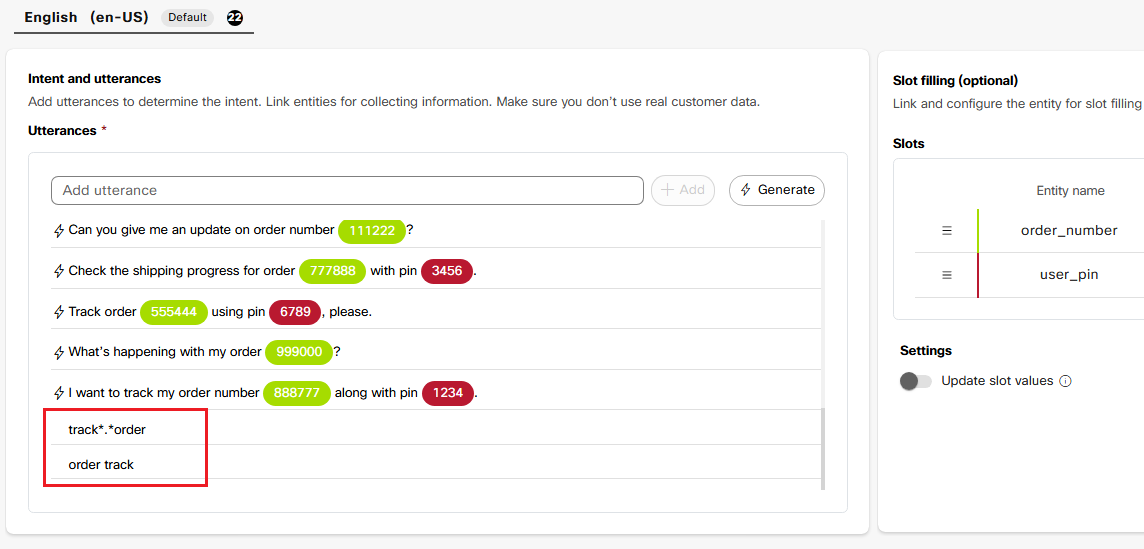 English (en-US) Default 22
Intent and utterances
Add utterances to determine the intent. Link entities for collecting information. Make sure you don't use real customer data.
Utterances *
Add utterance
+ Add
Generate
Can you give me an update on order number 111222 ?
Check the shipping progress for order 777888 with pin 3456 .
Track order 555444 using pin 6789 , please.
What's happening with my order 999000 ?
I want to track my order number 888777 along with pin 1234 .
track*.*order
order track
Slot filling (optional)
Link and configure the entity for slot filling
Slots
Entity name
order_number
user_pin
Settings
Update slot values